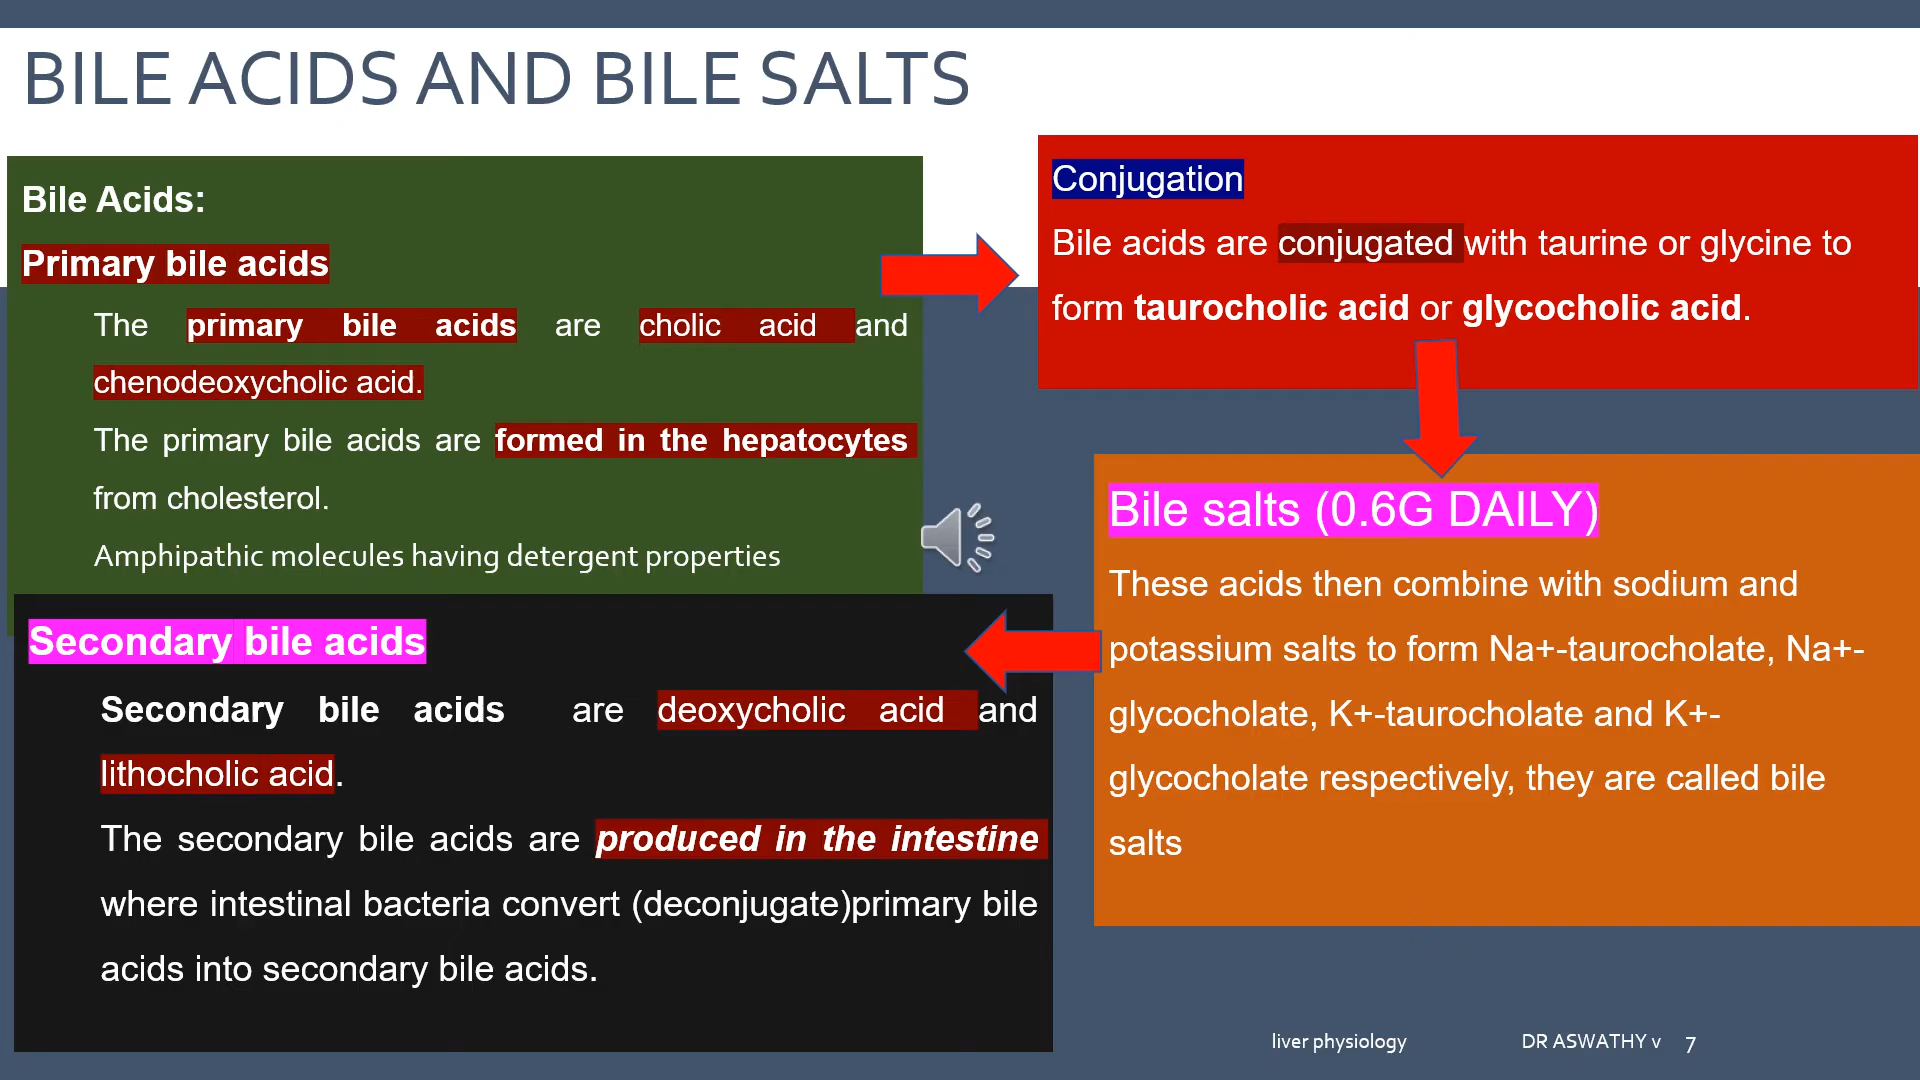 BILE ACIDS AND BILE SALTS
Bile Acids:
Primary bile acids
The primary bile acids are cholic acid and
chenodeoxycholic acid.
The primary bile acids are formed in the hepatocytes
from cholesterol.
Amphipathic molecules having detergent properties
Conjugation
Bile acids are conjugated with taurine or glycine to
form taurocholic acid or glycocholic acid.
Bile salts (0.6G DAILY)
These acids then combine with sodium and
potassium salts to form Na+-taurocholate, Na+-
glycocholate, K+-taurocholate and K+-
glycocholate respectively, they are called bile
salts
Secondary bile acids
Secondary bile acids are deoxycholic acid and
lithocholic acid.
The secondary bile acids are produced in the intestine
where intestinal bacteria convert (deconjugate)primary bile
acids into secondary bile acids.
liver physiology DR ASWATHY v 7